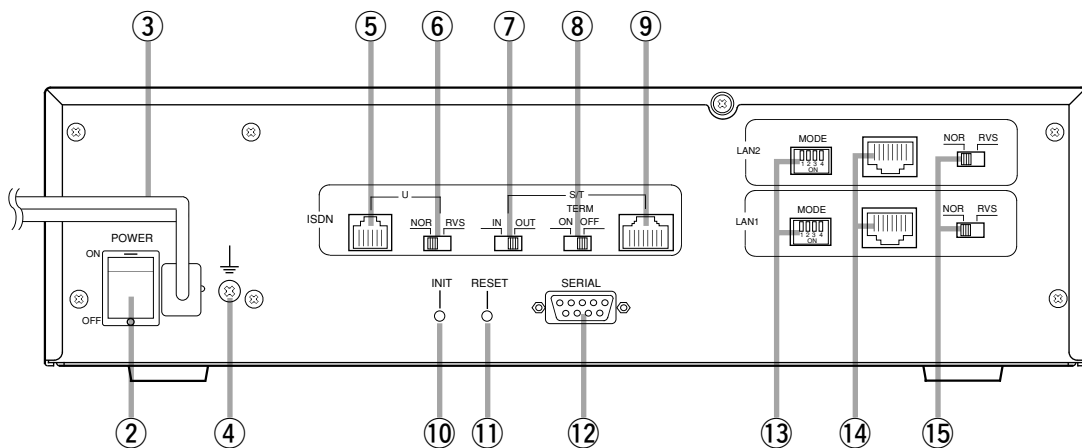 ③ ⑤ ⑥ ⑦ ⑧ ⑨
MODE
NOR RVS
LAN2
1 2 3 4
ON
U
S/T
TERM
ISDN
NOR RVS
IN OUT
ON OFF
MODE
NOR RVS
LAN1
1 2 3 4
ON
POWER
ON
OFF
INIT RESET SERIAL
② ④ ⑩ ⑪ ⑫ ⑬ ⑭ ⑮